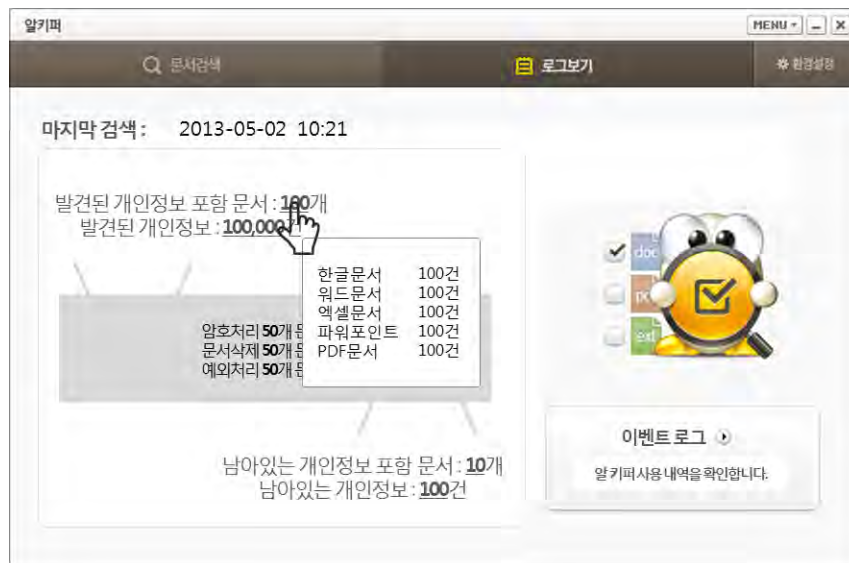 알키퍼
MENU
문서검색
로그보기
환경설정
마지막 검색 : 2013-05-02 10:21
발견된 개인정보 포함 문서 : 100개
발견된 개인정보 : 100,000
한글문서 100건
워드문서 100건
엑셀문서 100건
파워포인트 100건
PDF문서 100건
암호처리 50개
문서삭제 50개
예외처리 50개
doc
남아있는 개인정보 포함 문서 : 10개
남아있는 개인정보 : 100건
이벤트 로그
알키퍼 사용 내역을 확인합니다.